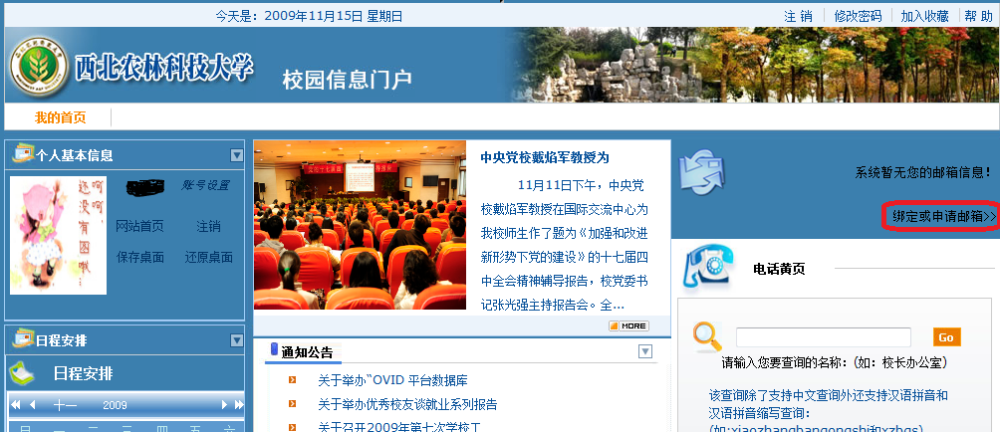 今天是：2009年11月15日 星期日
注 销
修改密码
加入收藏
帮 助
西北农林科技大学
校园信息门户
我的首页
个人基本信息
账号设置
网站首页
注销
保存桌面
还原桌面
呵呵
还没有困哦
日程安排
日程安排
十一
2009
日 一 二 三 四 五 六
中央党校戴焰军教授为
11月11日下午，中央党
校戴焰军教授在国际交流中心为
我校师生作了题为《加强和改进
新形势下党的建设》的十七届四
中全会精神辅导报告，校党委书
记张光强主持报告会。全...
MORE
通知公告
关于举办“OVID 平台数据库
关于举办优秀校友谈就业系列报告
关于召开2009年第七次学校工
系统暂无您的邮箱信息！
绑定或申请邮箱>>
电话黄页
Go
请输入您要查询的名称：（如：校长办公室）
该查询除了支持中文查询外还支持汉语拼音和
汉语拼音缩写查询：
(如:xiaozhangbangongshi和xzbgs)